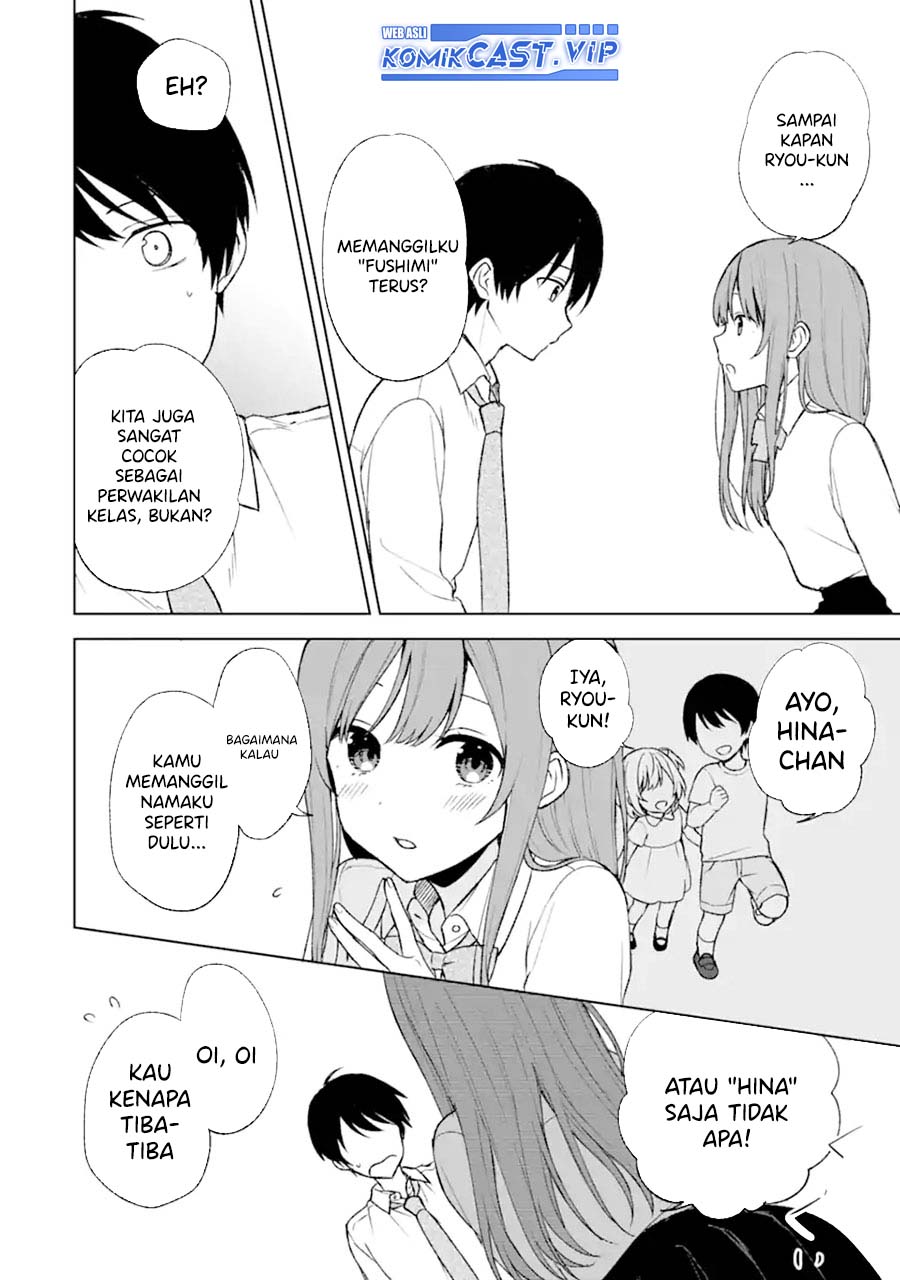 WEB ASLI
KOMIKCAST.VIP
SAMPAI
KAPAN
RYOU-KUN
...
MEMANGGILKU
"FUSHIMI"
TERUS?
EH?
KITA JUGA
SANGAT
COCOK
SEBAGAI
PERWAKILAN
KELAS, BUKAN?
AYO,
HINA-
CHAN
IYA,
RYOU-
KUN!
BAGAIMANA
KALAU
KAMU
MEMANGGIL
NAMAKU
SEPERTI
DULU...
ATAU "HINA"
SAJA TIDAK
APA!
OI, OI
KAU
KENAPA
TIBA-
TIBA